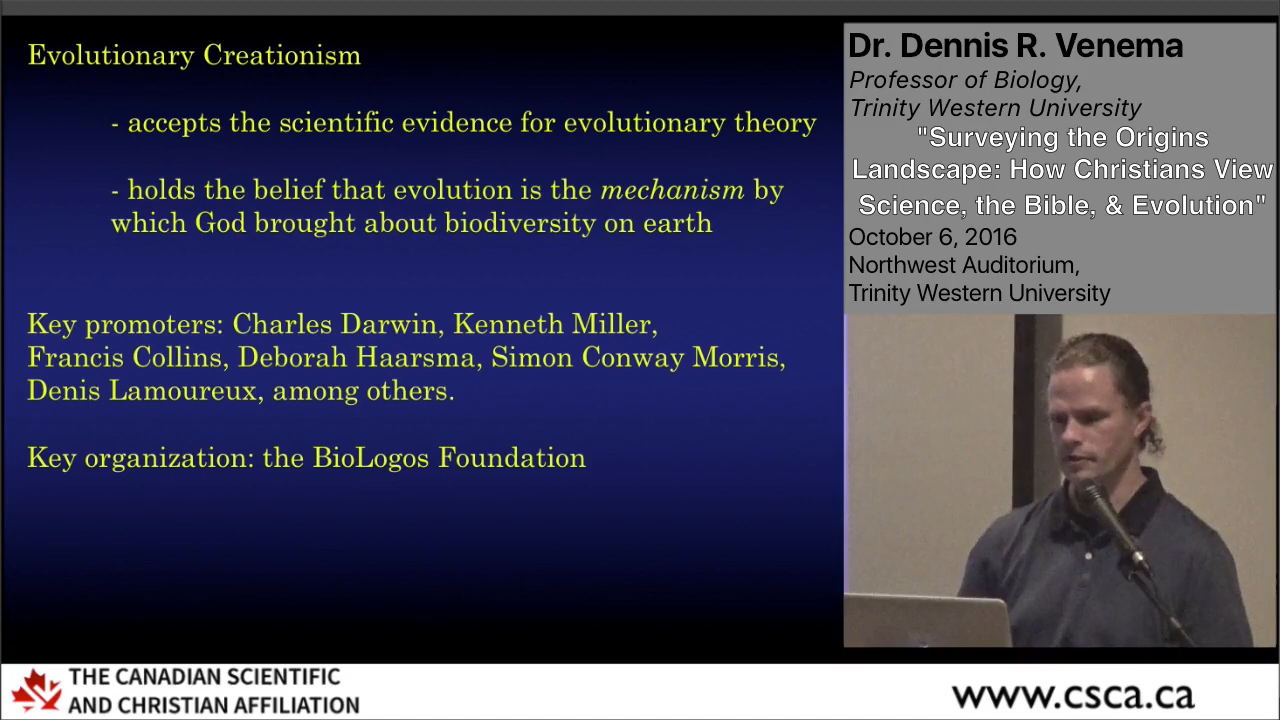 Evolutionary Creationism
- accepts the scientific evidence for evolutionary theory
- holds the belief that evolution is the mechanism by
which God brought about biodiversity on earth
Key promoters: Charles Darwin, Kenneth Miller,
Francis Collins, Deborah Haarsma, Simon Conway Morris,
Denis Lamoureux, among others.
Key organization: the BioLogos Foundation
Dr. Dennis R. Venema
Professor of Biology,
Trinity Western University
"Surveying the Origins
Landscape: How Christians View
Science, the Bible, & Evolution"
October 6, 2016
Northwest Auditorium,
Trinity Western University
THE CANADIAN SCIENTIFIC
AND CHRISTIAN AFFILIATION
www.csca.ca